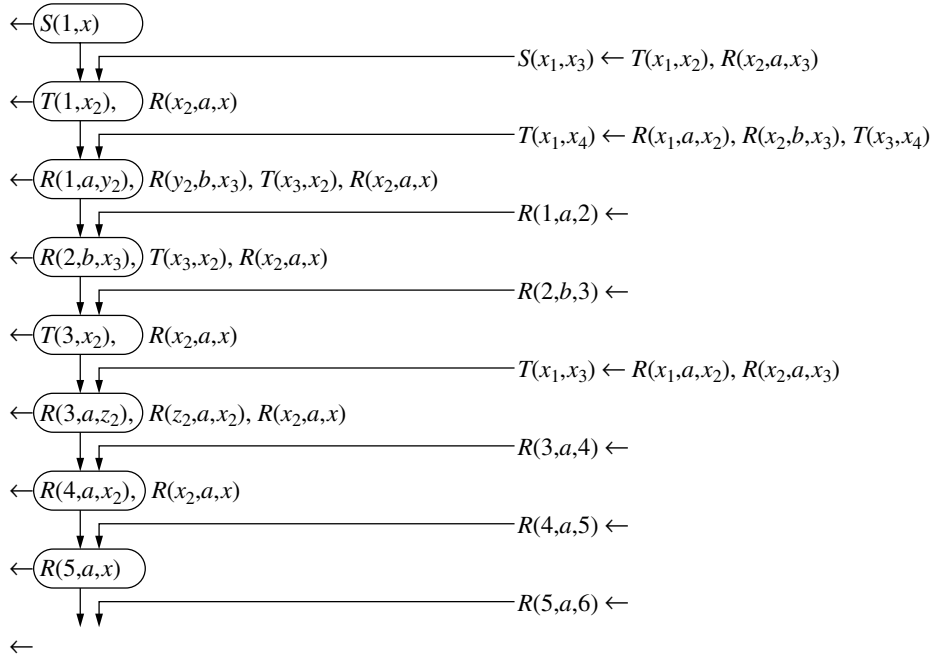 ← S(1,x)
S(x₁,x₃) ← T(x₁,x₂), R(x₂,a,x₃)
← T(1,x₂), R(x₂,a,x)
T(x₁,x₄) ← R(x₁,a,x₂), R(x₂,b,x₃), T(x₃,x₄)
← R(1,a,y₂), R(y₂,b,x₃), T(x₃,x₂), R(x₂,a,x)
R(1,a,2) ←
← R(2,b,x₃), T(x₃,x₂), R(x₂,a,x)
R(2,b,3) ←
← T(3,x₂), R(x₂,a,x)
T(x₁,x₃) ← R(x₁,a,x₂), R(x₂,a,x₃)
← R(3,a,z₂), R(z₂,a,x₂), R(x₂,a,x)
R(3,a,4) ←
← R(4,a,x₂), R(x₂,a,x)
R(4,a,5) ←
← R(5,a,x)
R(5,a,6) ←
←